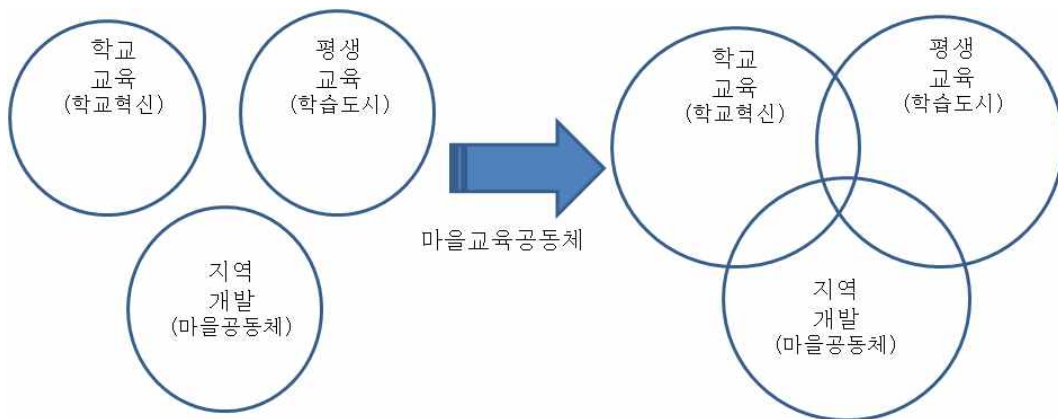 학교
교육
(학교혁신)
평생
교육
(학습도시)
지역
개발
(마을공동체)
마을교육공동체
학교
교육
(학교혁신)
평생
교육
(학습도시)
지역
개발
(마을공동체)